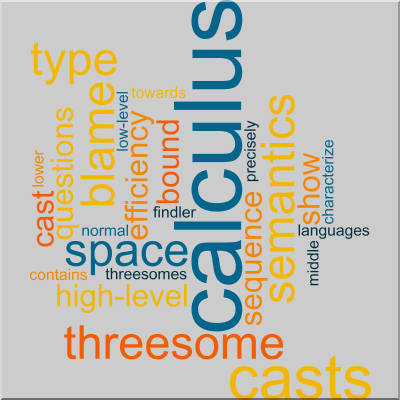 calculus
type
towards
low-level
blame
questions
lower
efficiency
bound
cast
findler
precisely
semantics
show
characterize
normal
space
languages
middle
contains
threesomes
sequence
high-level
threesome
casts